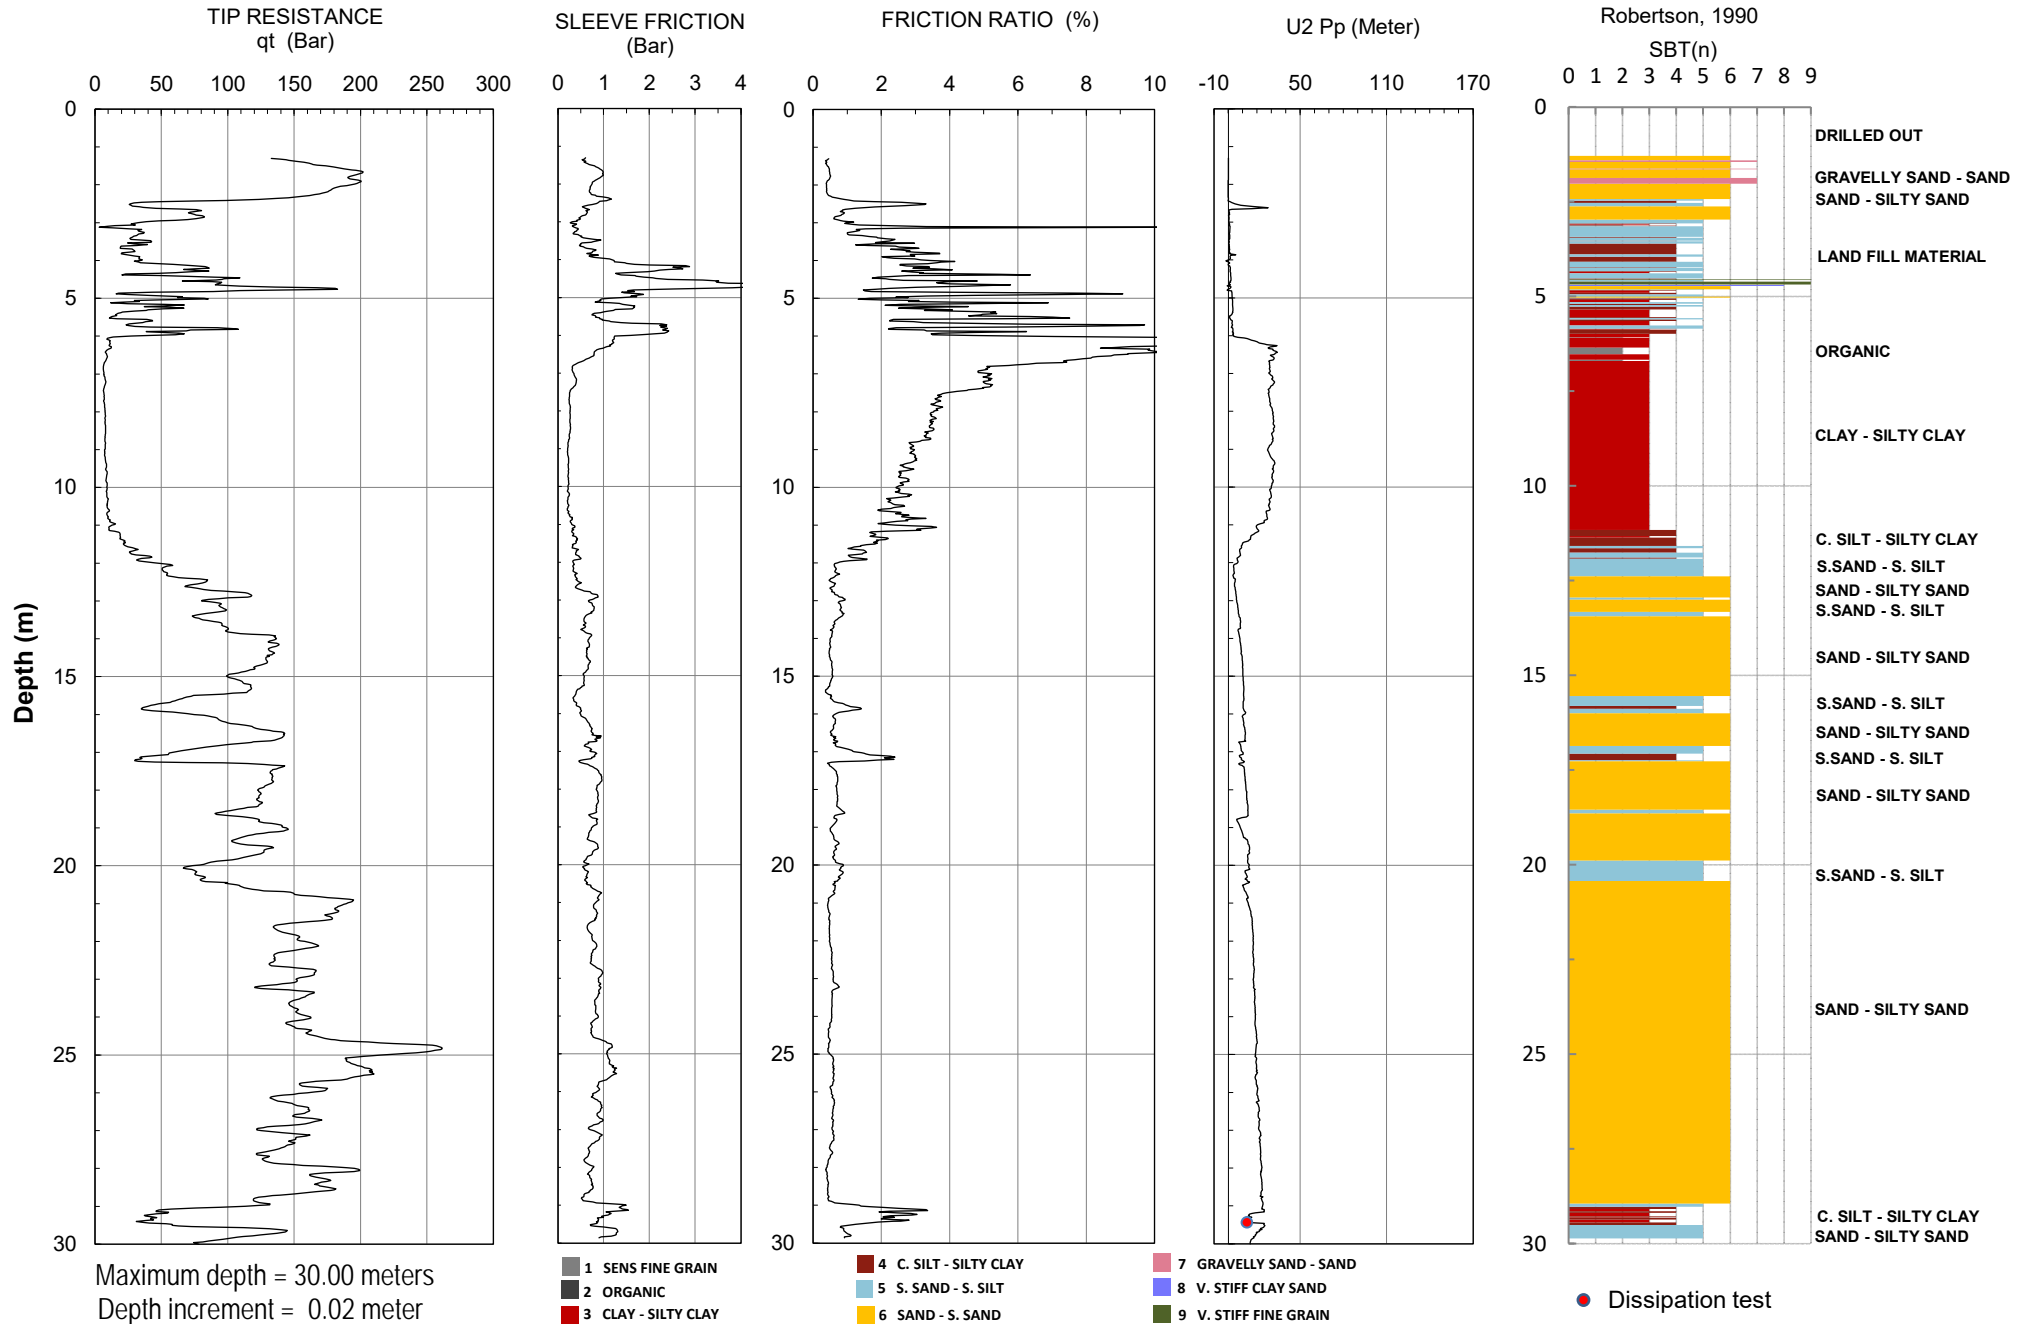 TIP RESISTANCE
qt (Bar)
0 50 100 150 200 250 300
SLEEVE FRICTION
(Bar)
0 1 2 3 4
FRICTION RATIO (%)
0 2 4 6 8 10
U2 Pp (Meter)
-10 50 110 170
Robertson, 1990
SBT(n)
0 1 2 3 4 5 6 7 8 9
Depth (m)
0
5
10
15
20
25
30
0
5
10
15
20
25
30
DRILLED OUT
GRAVELLY SAND - SAND
SAND - SILTY SAND
LAND FILL MATERIAL
ORGANIC
CLAY - SILTY CLAY
C. SILT - SILTY CLAY
S.SAND - S. SILT
SAND - SILTY SAND
S.SAND - S. SILT
SAND - SILTY SAND
S.SAND - S. SILT
SAND - SILTY SAND
S.SAND - S. SILT
SAND - SILTY SAND
S.SAND - S. SILT
SAND - SILTY SAND
C. SILT - SILTY CLAY
SAND - SILTY SAND
Maximum depth = 30.00 meters
Depth increment = 0.02 meter
1 SENS FINE GRAIN
2 ORGANIC
3 CLAY - SILTY CLAY
4 C. SILT - SILTY CLAY
5 S. SAND - S. SILT
6 SAND - S. SAND
7 GRAVELLY SAND - SAND
8 V. STIFF CLAY SAND
9 V. STIFF FINE GRAIN
Dissipation test